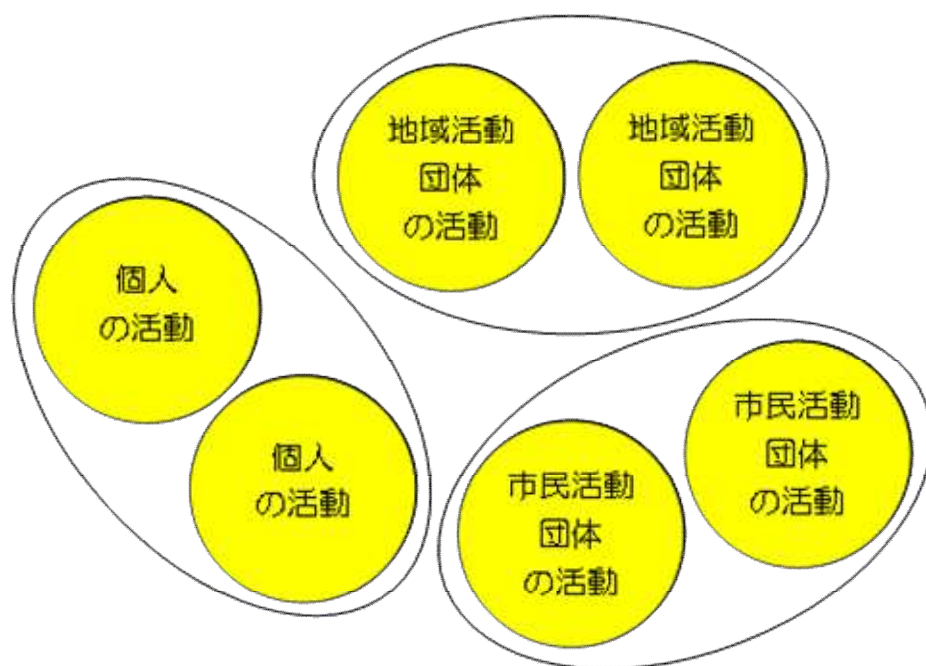 地域活動
団体
の活動
地域活動
団体
の活動
個人
の活動
個人
の活動
市民活動
団体
の活動
市民活動
団体
の活動